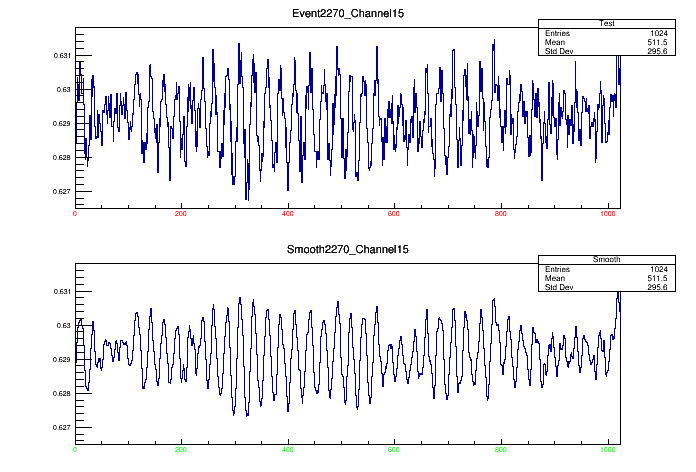 Event2270_Channel15
Test
Entries 1024
Mean 511.5
Std Dev 295.6
0.631
0.63
0.629
0.628
0.627
0 200 400 600 800 1000
Smooth2270_Channel15
Smooth
Entries 1024
Mean 511.5
Std Dev 295.6
0.631
0.63
0.629
0.628
0.627
0 200 400 600 800 1000